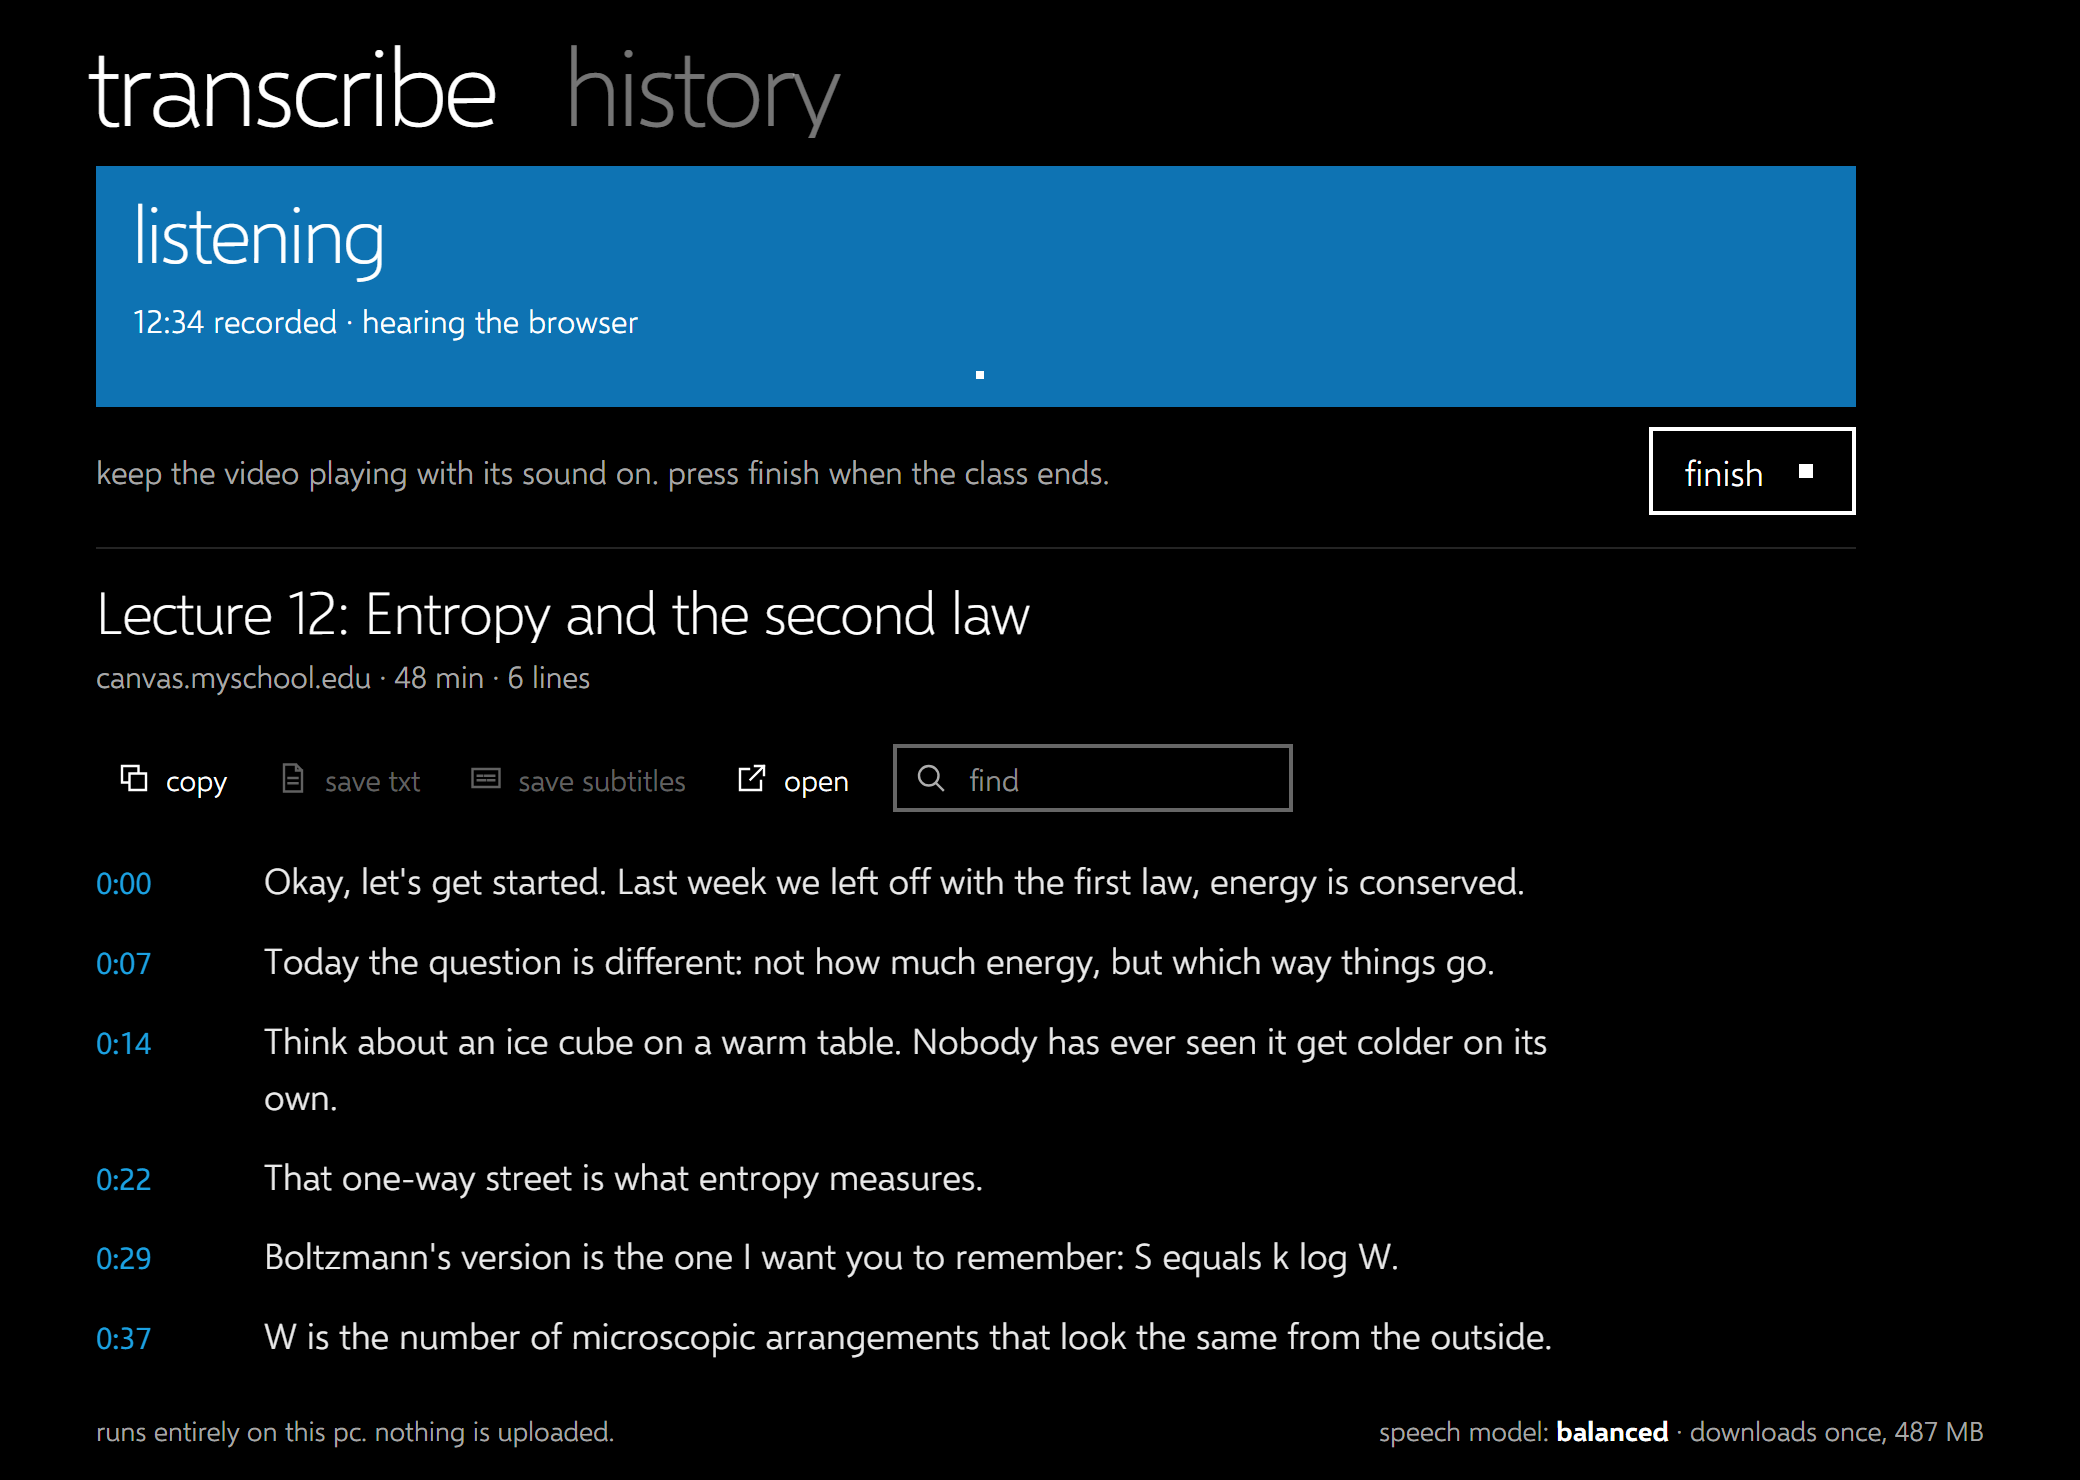 transcribe history
listening
12:34 recorded · hearing the browser
keep the video playing with its sound on. press finish when the class ends.
finish
Lecture 12: Entropy and the second law
canvas.myschool.edu · 48 min · 6 lines
copy save txt save subtitles open find
0:00 Okay, let's get started. Last week we left off with the first law, energy is conserved.
0:07 Today the question is different: not how much energy, but which way things go.
0:14 Think about an ice cube on a warm table. Nobody has ever seen it get colder on its
own.
0:22 That one-way street is what entropy measures.
0:29 Boltzmann's version is the one I want you to remember: S equals k log W.
0:37 W is the number of microscopic arrangements that look the same from the outside.
runs entirely on this pc. nothing is uploaded.
speech model: balanced · downloads once, 487 MB